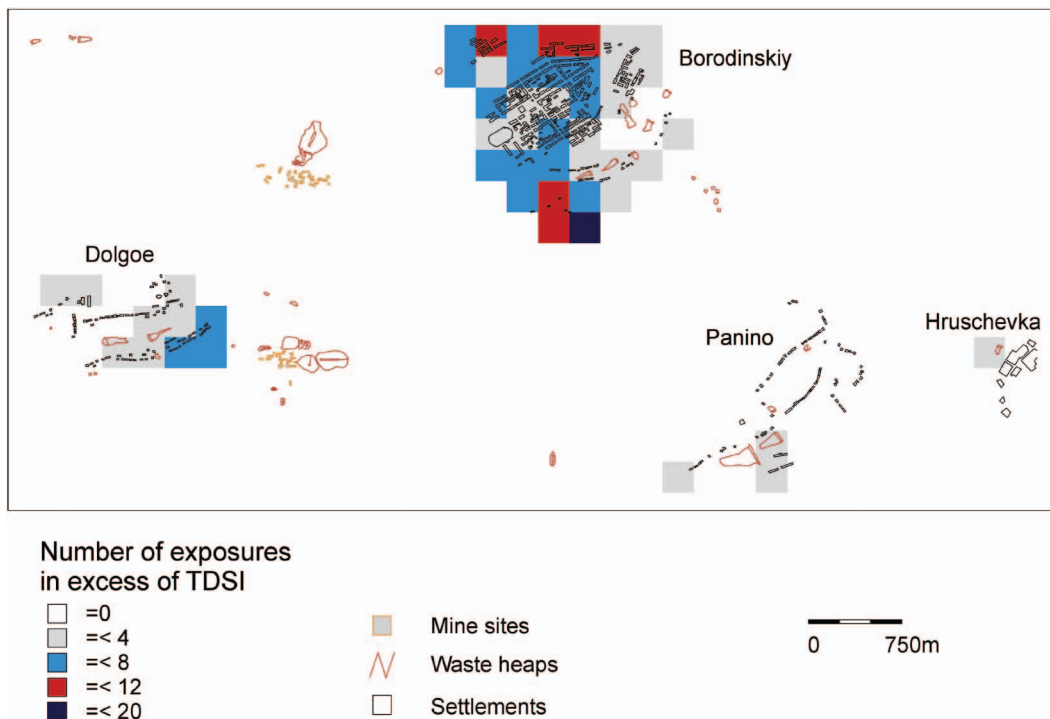 Borodinskiy
Dolgoe
Panino
Hruschevka
Number of exposures
in excess of TDSI
=0
=< 4
=< 8
=< 12
=< 20
Mine sites
Waste heaps
Settlements
0 750m